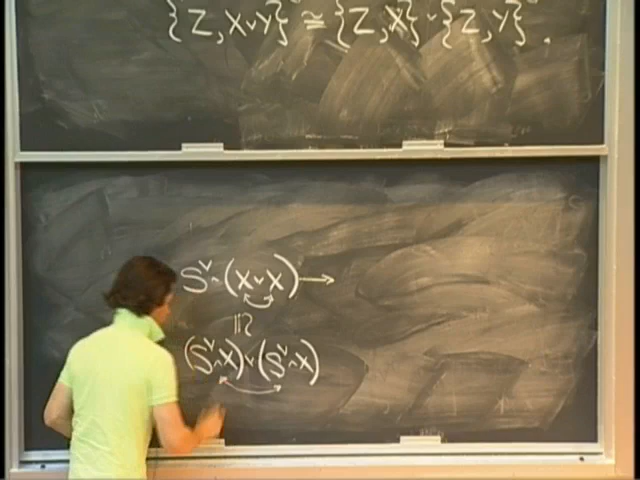 {Z, X∨Y} ≅ {Z, X} ∨ {Z, Y} .
S^V ∧ (X∨X) →
≅
(S^V ∧ X) ∨ (S^V ∧ X)